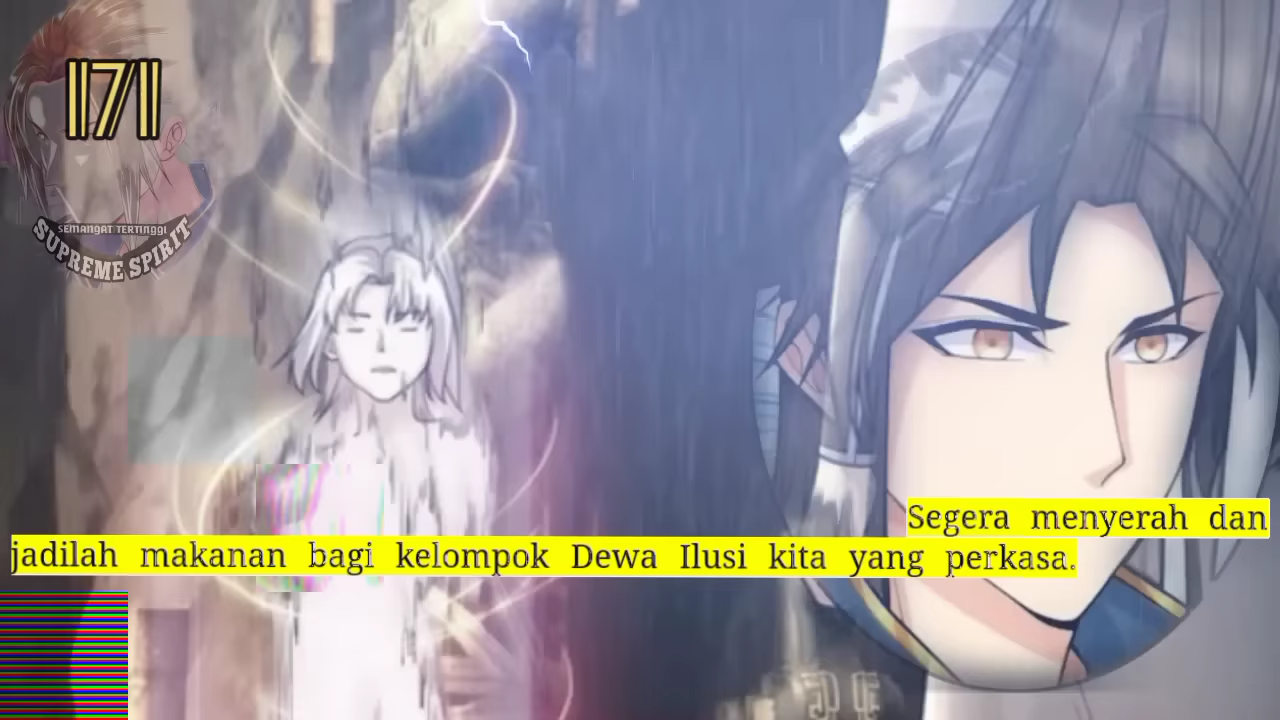 171
SEMANGAT TERTINGGI
SUPREME SPIRIT
Segera menyerah dan
jadilah makanan bagi kelompok Dewa Ilusi kita yang perkasa.